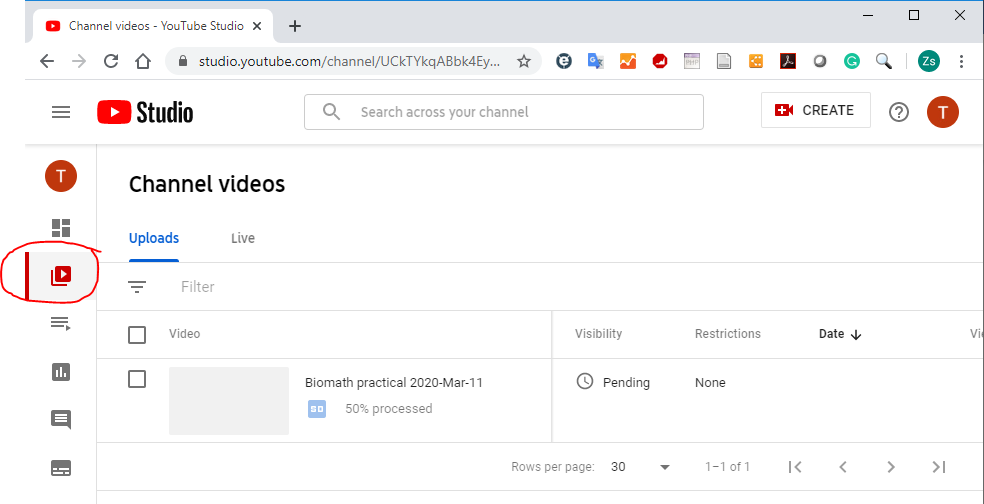 Channel videos - YouTube Studio
studio.youtube.com/channel/UCkTYkqABbk4Ey...
Zs
Studio
Search across your channel
CREATE
T
T
Channel videos
Uploads
Live
Filter
Video
Visibility
Restrictions
Date
Vie
Biomath practical 2020-Mar-11
Pending
None
50% processed
Rows per page:
30
1–1 of 1